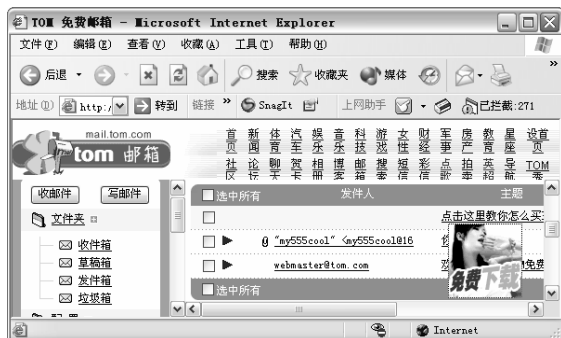 TOM 免费邮箱 - Microsoft Internet Explorer
文件(F) 编辑(E) 查看(V) 收藏(A) 工具(T) 帮助(H) »
后退 搜索 收藏夹 媒体 »
地址(D) http:/ 转到 链接 » SnagIt 上网助手 已拦截:271
mail.tom.com
tom 邮箱
首页 新闻 体育 汽车 娱乐 音乐 科技 游戏 女性 财经 军事 房产 教育 星座 设首页
社区 论坛 聊天 贺卡 相册 博客 邮箱 搜索 短信 彩信 点歌 拍卖 英超 导航 TOM秀
收邮件 写邮件
选中所有 发件人 主题
文件夹
点击这里教你怎么买
收件箱
"my555cool" <my555cool@16
草稿箱
webmaster@tom.com
发件箱
免费下载
选中所有
垃圾箱
Internet